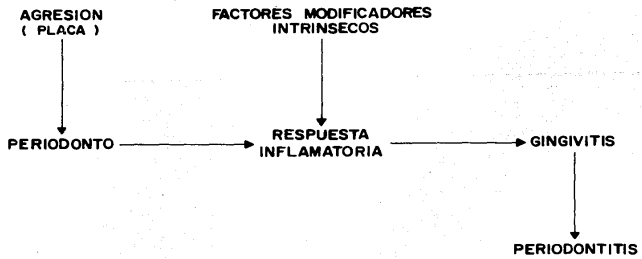 AGRESION
( PLACA )
FACTORES MODIFICADORES
INTRINSECOS
PERIODONTO
RESPUESTA
INFLAMATORIA
GINGIVITIS
PERIODONTITIS